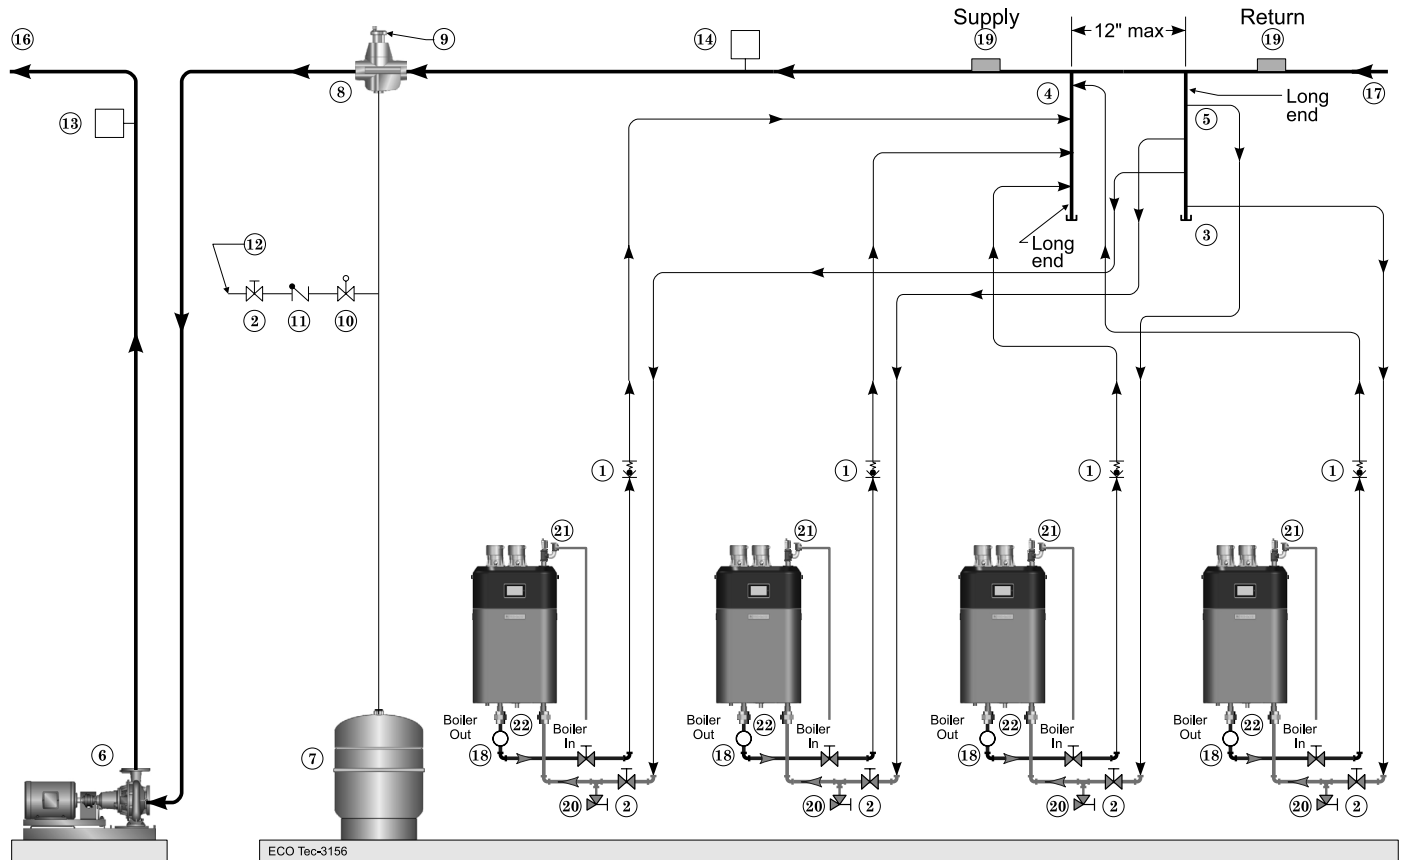 Supply
Return
16
9
14
19
12" max
19
8
4
17
Long
end
13
5
12
3
Long
end
2
11
10
1
1
1
1
21
21
21
21
Boiler
Out
22
Boiler
In
Boiler
Out
22
Boiler
In
Boiler
Out
22
Boiler
In
Boiler
Out
22
Boiler
In
6
7
18
18
18
18
20
2
20
2
20
2
20
2
ECO Tec-3156